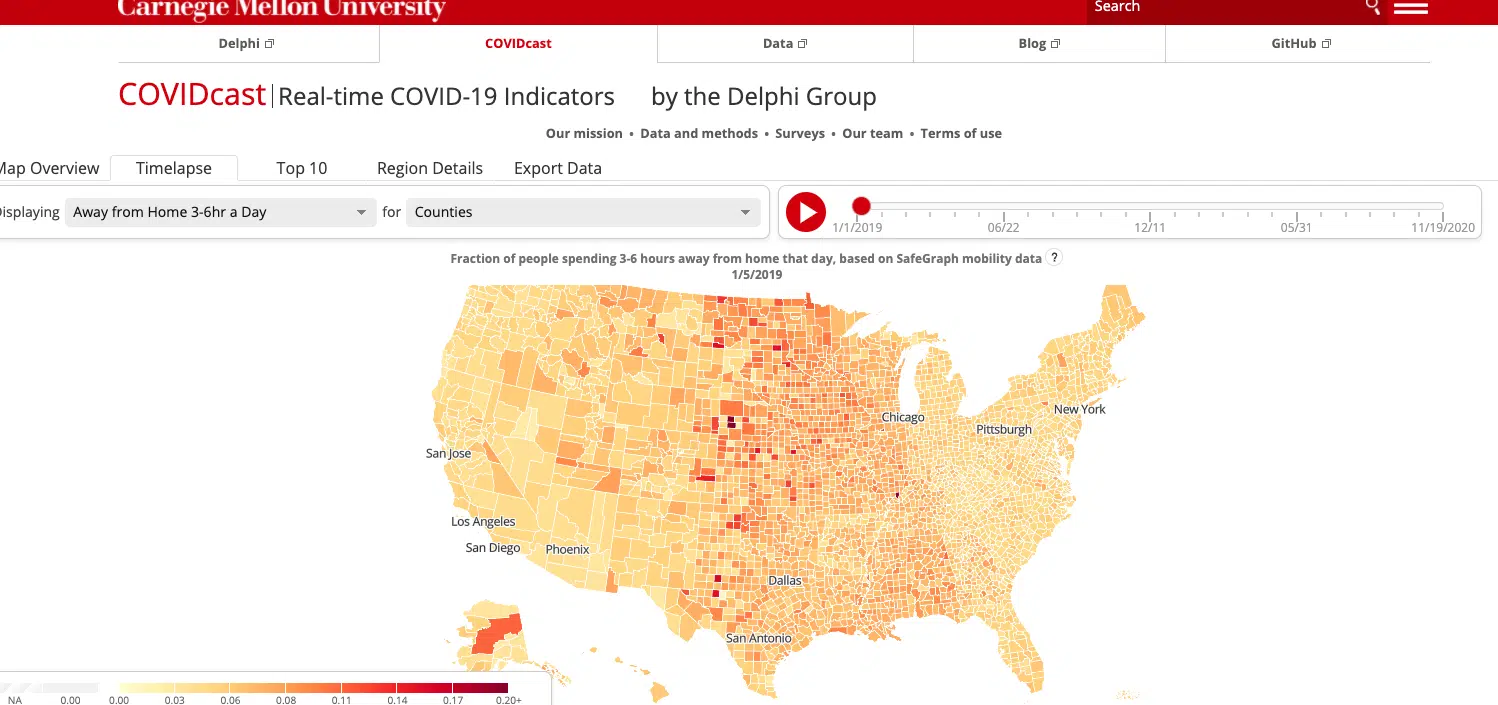 Carnegie Mellon University
Search
Delphi
COVIDcast
Data
Blog
GitHub
COVIDcast Real-time COVID-19 Indicators by the Delphi Group
Our mission • Data and methods • Surveys • Our team • Terms of use
Map Overview Timelapse Top 10 Region Details Export Data
isplaying Away from Home 3-6hr a Day for Counties
1/1/2019 06/22 12/11 05/31 11/19/2020
Fraction of people spending 3-6 hours away from home that day, based on SafeGraph mobility data ?
1/5/2019
New York
Chicago
Pittsburgh
San Jose
Los Angeles
San Diego
Phoenix
Dallas
San Antonio
NA 0.00 0.00 0.03 0.06 0.08 0.11 0.14 0.17 0.20+